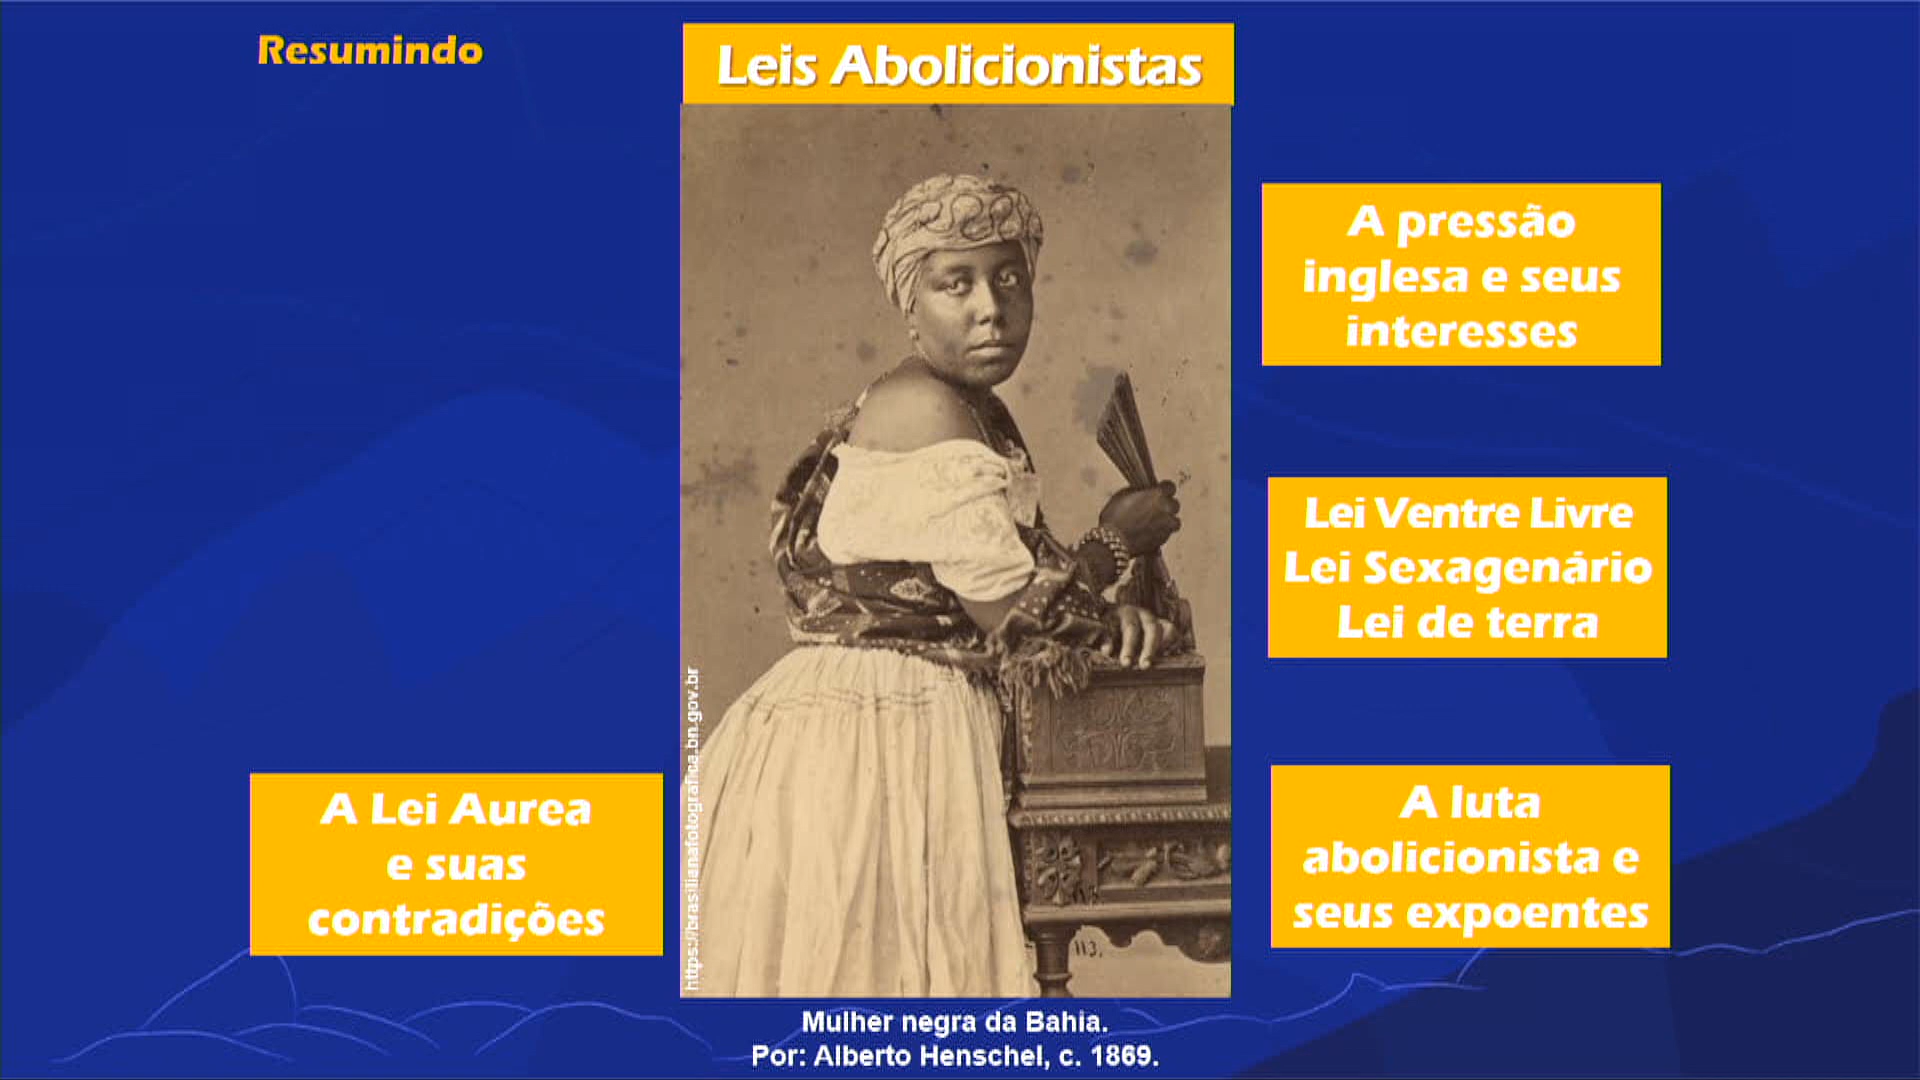 Resumindo
Leis Abolicionistas
A pressão
inglesa e seus
interesses
Lei Ventre Livre
Lei Sexagenário
Lei de terra
A luta
abolicionista e
seus expoentes
A Lei Aurea
e suas
contradições
https://brasilianafotografica.bn.gov.br
113.
Mulher negra da Bahia.
Por: Alberto Henschel, c. 1869.